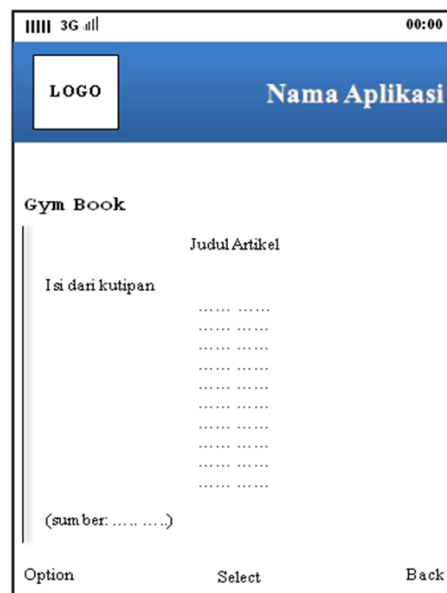 3G 00:00
LOGO
Nama Aplikasi
Gym Book
Judul Artikel
Isi dari kutipan
...... ......
...... ......
...... ......
...... ......
...... ......
...... ......
...... ......
...... ......
...... ......
...... ......
(sumber: ..... .....)
Option Select Back